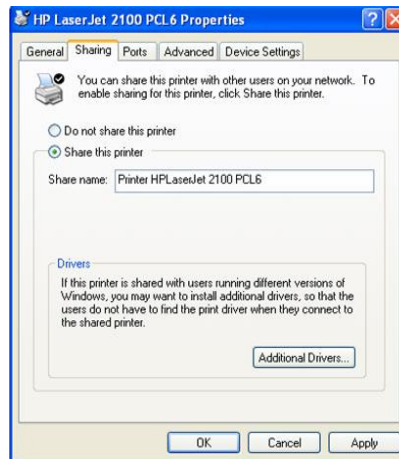 HP LaserJet 2100 PCL6 Properties
General Sharing Ports Advanced Device Settings
You can share this printer with other users on your network. To
enable sharing for this printer, click Share this printer.
Do not share this printer
Share this printer
Share name: Printer HPLaserJet 2100 PCL6
Drivers
If this printer is shared with users running different versions of
Windows, you may want to install additional drivers, so that the
users do not have to find the print driver when they connect to
the shared printer.
Additional Drivers...
OK Cancel Apply